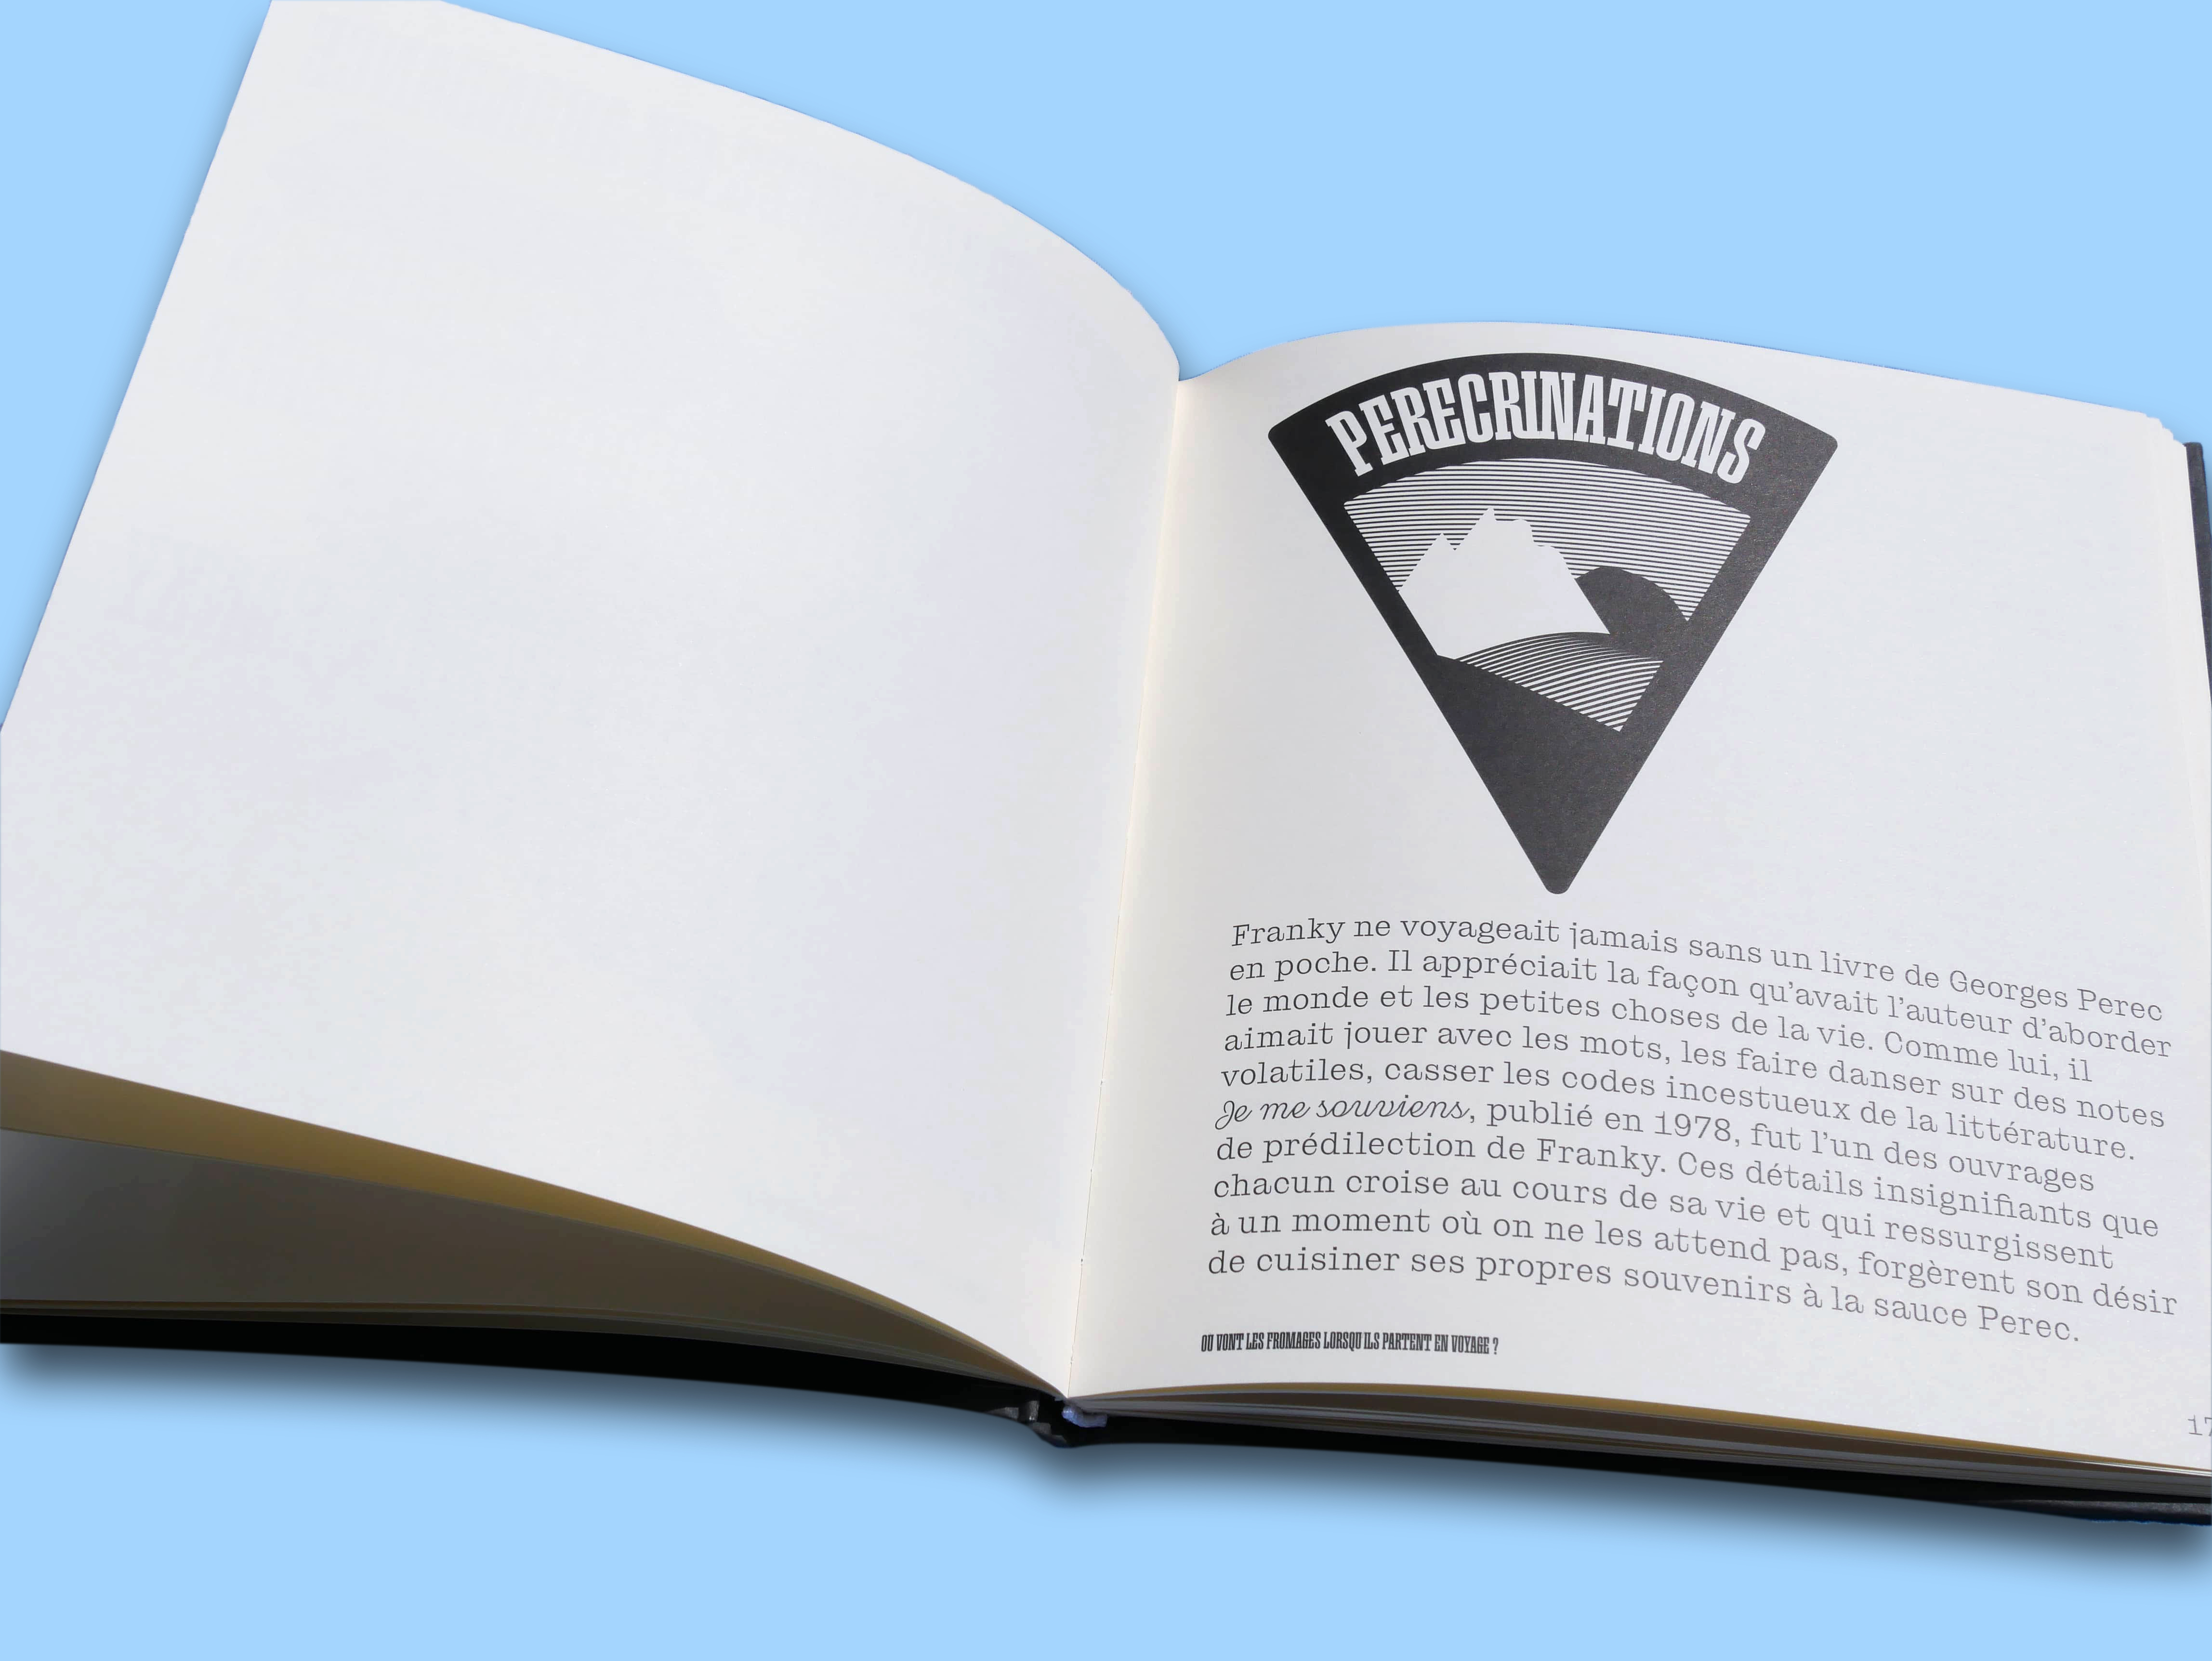 PERECRINATIONS
Franky ne voyageait jamais sans un livre de Georges Perec
en poche. Il appréciait la façon qu’avait l’auteur d’aborder
le monde et les petites choses de la vie. Comme lui, il
aimait jouer avec les mots, les faire danser sur des notes
volatiles, casser les codes incestueux de la littérature.
Je me souviens, publié en 1978, fut l’un des ouvrages
de prédilection de Franky. Ces détails insignifiants que
chacun croise au cours de sa vie et qui ressurgissent
à un moment où on ne les attend pas, forgèrent son désir
de cuisiner ses propres souvenirs à la sauce Perec.
OU VONT LES FROMAGES LORSQU'ILS PARTENT EN VOYAGE ?